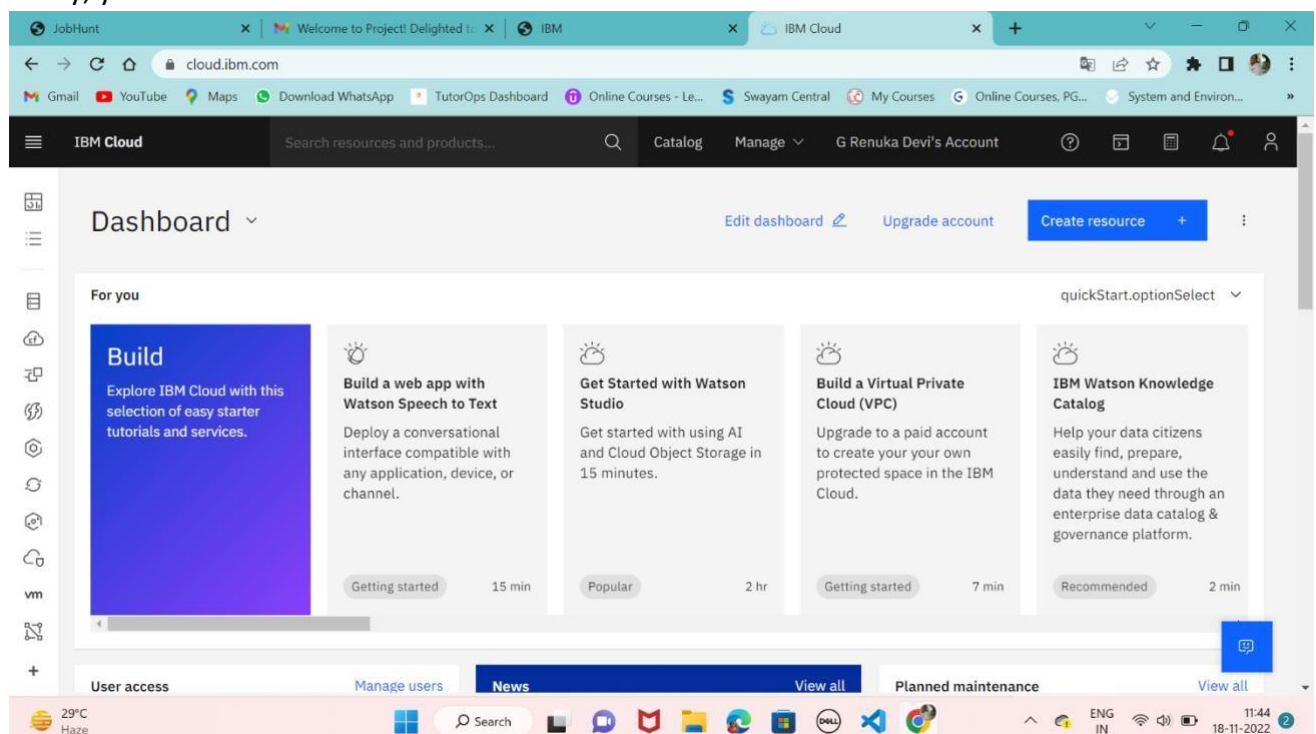 JobHunt
Welcome to Project! Delighted to
IBM
IBM Cloud
cloud.ibm.com
Gmail YouTube Maps Download WhatsApp TutorOps Dashboard Online Courses - Le... Swayam Central My Courses Online Courses, PG... System and Environ... »
IBM Cloud Search resources and products... Catalog Manage G Renuka Devi's Account
Dashboard Edit dashboard Upgrade account Create resource +
For you quickStart.optionSelect
Build
Explore IBM Cloud with this
selection of easy starter
tutorials and services.
Build a web app with
Watson Speech to Text
Deploy a conversational
interface compatible with
any application, device, or
channel.
Getting started 15 min
Get Started with Watson
Studio
Get started with using AI
and Cloud Object Storage in
15 minutes.
Popular 2 hr
Build a Virtual Private
Cloud (VPC)
Upgrade to a paid account
to create your your own
protected space in the IBM
Cloud.
Getting started 7 min
IBM Watson Knowledge
Catalog
Help your data citizens
easily find, prepare,
understand and use the
data they need through an
enterprise data catalog &
governance platform.
Recommended 2 min
vm
User access Manage users
News View all
Planned maintenance View all
29°C
Haze
Search
DELL
ENG
IN
11:44
18-11-2022
2